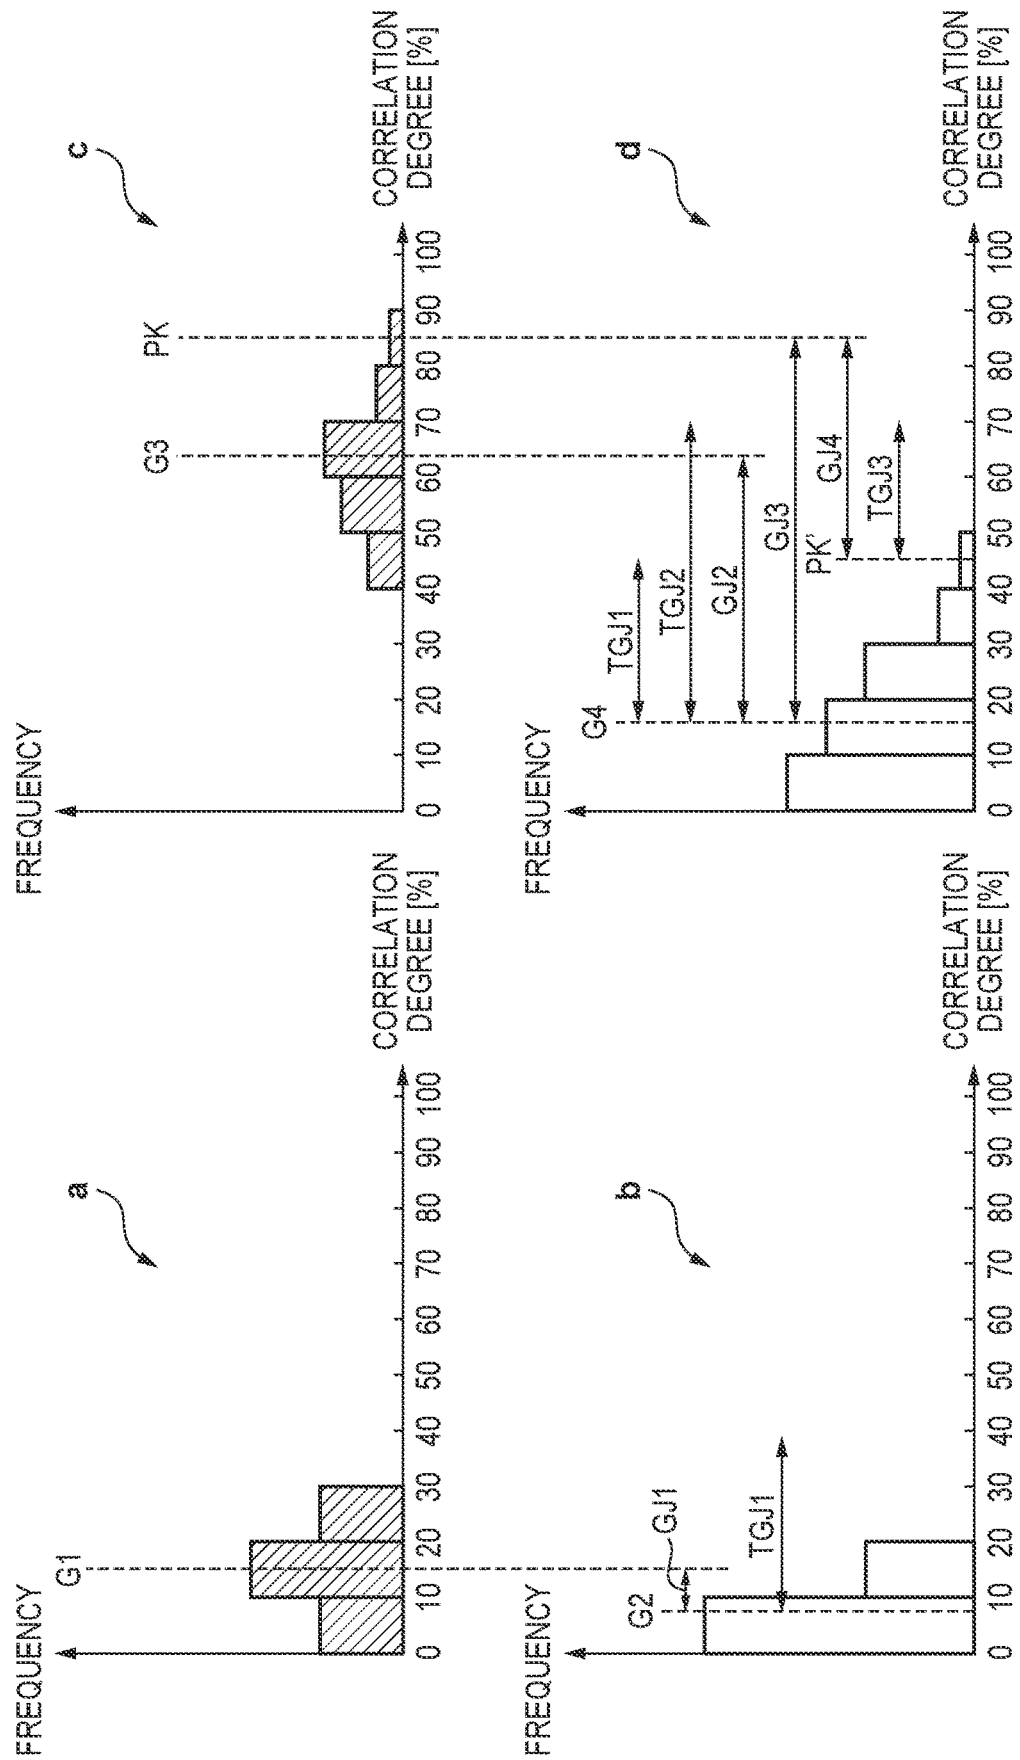 a
FREQUENCY
G1
0 10 20 30 40 50 60 70 80 90 100
CORRELATION
DEGREE [%]
b
FREQUENCY
G2
GJ1
TGJ1
0 10 20 30 40 50 60 70 80 90 100
CORRELATION
DEGREE [%]
c
FREQUENCY
G3
PK
0 10 20 30 40 50 60 70 80 90 100
CORRELATION
DEGREE [%]
d
FREQUENCY
G4
TGJ1
TGJ2
GJ2
GJ3
PK'
GJ4
TGJ3
0 10 20 30 40 50 60 70 80 90 100
CORRELATION
DEGREE [%]